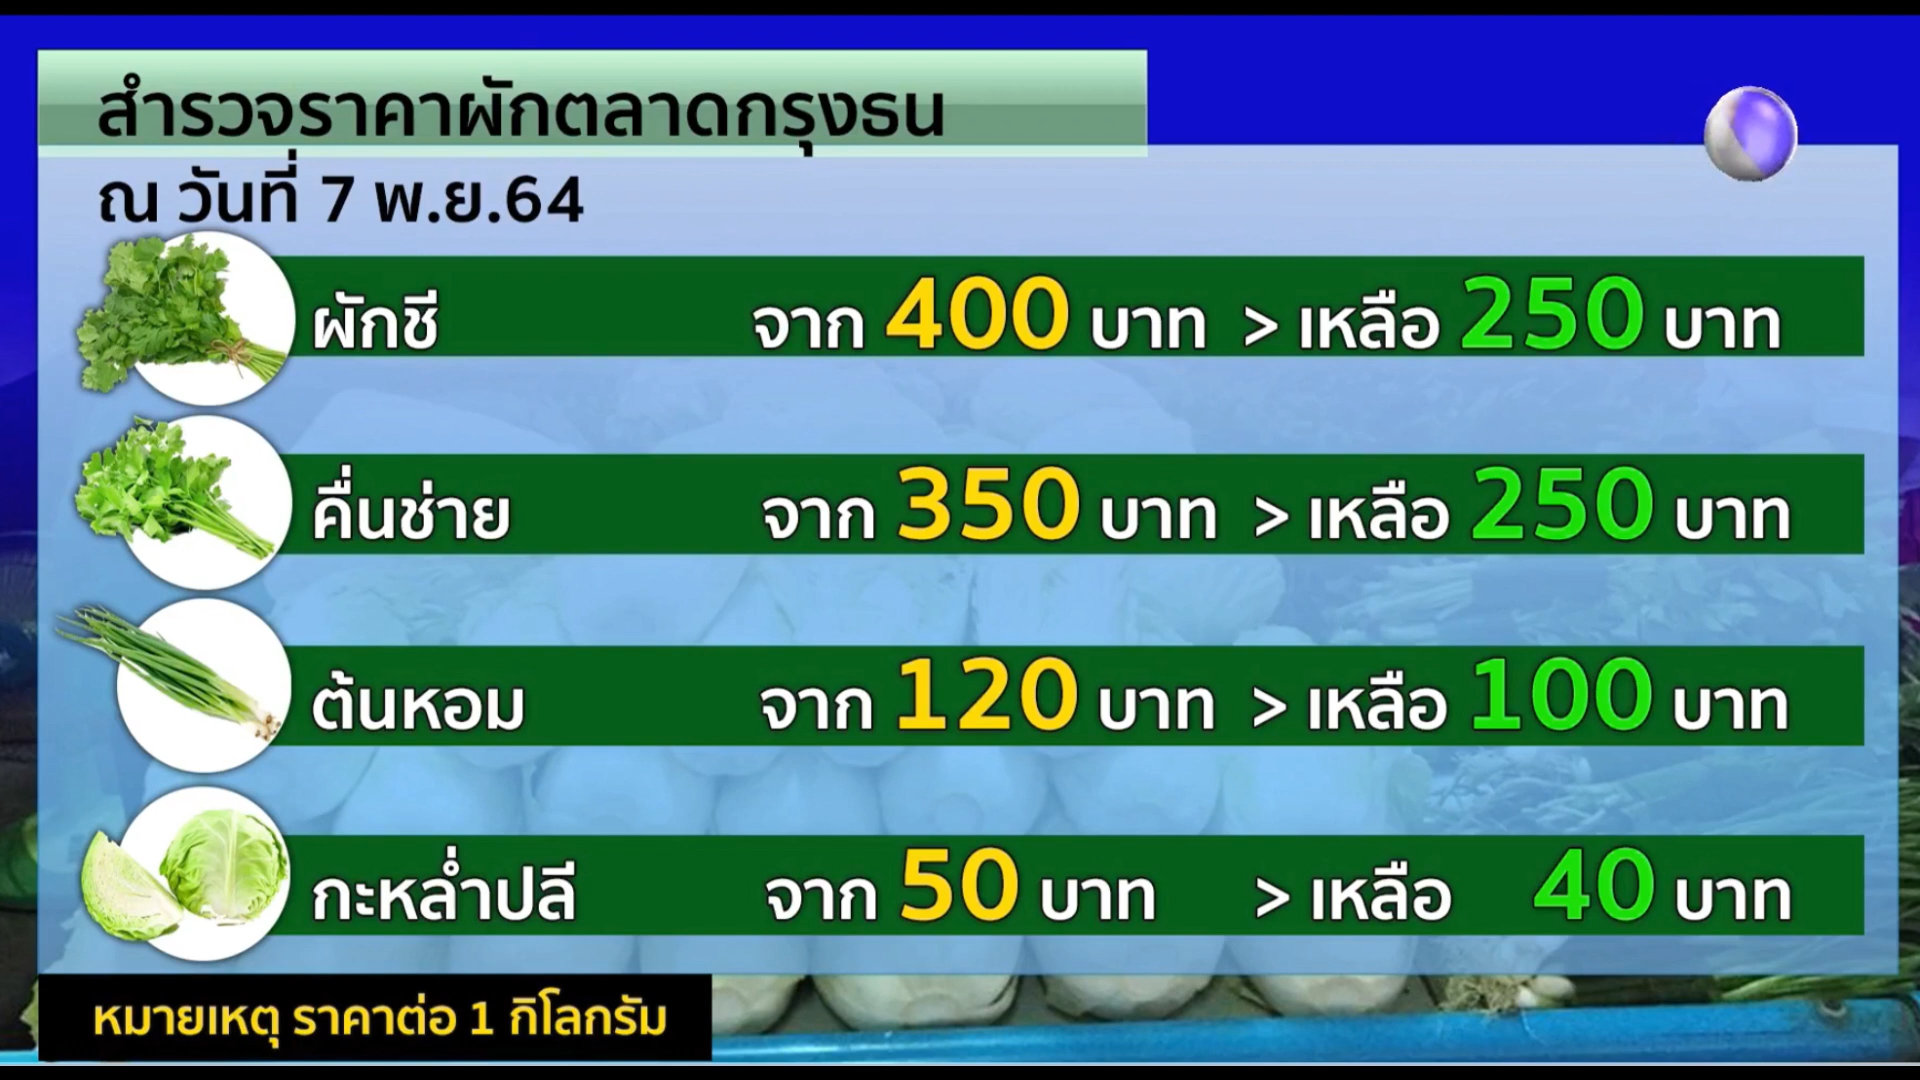 สำรวจราคาผักตลาดกรุงธน
ณ วันที่ 7 พ.ย.64
ผักชี จาก 400 บาท > เหลือ 250 บาท
คื่นช่าย จาก 350 บาท > เหลือ 250 บาท
ต้นหอม จาก 120 บาท > เหลือ 100 บาท
กะหล่ำปลี จาก 50 บาท > เหลือ 40 บาท
หมายเหตุ ราคาต่อ 1 กิโลกรัม